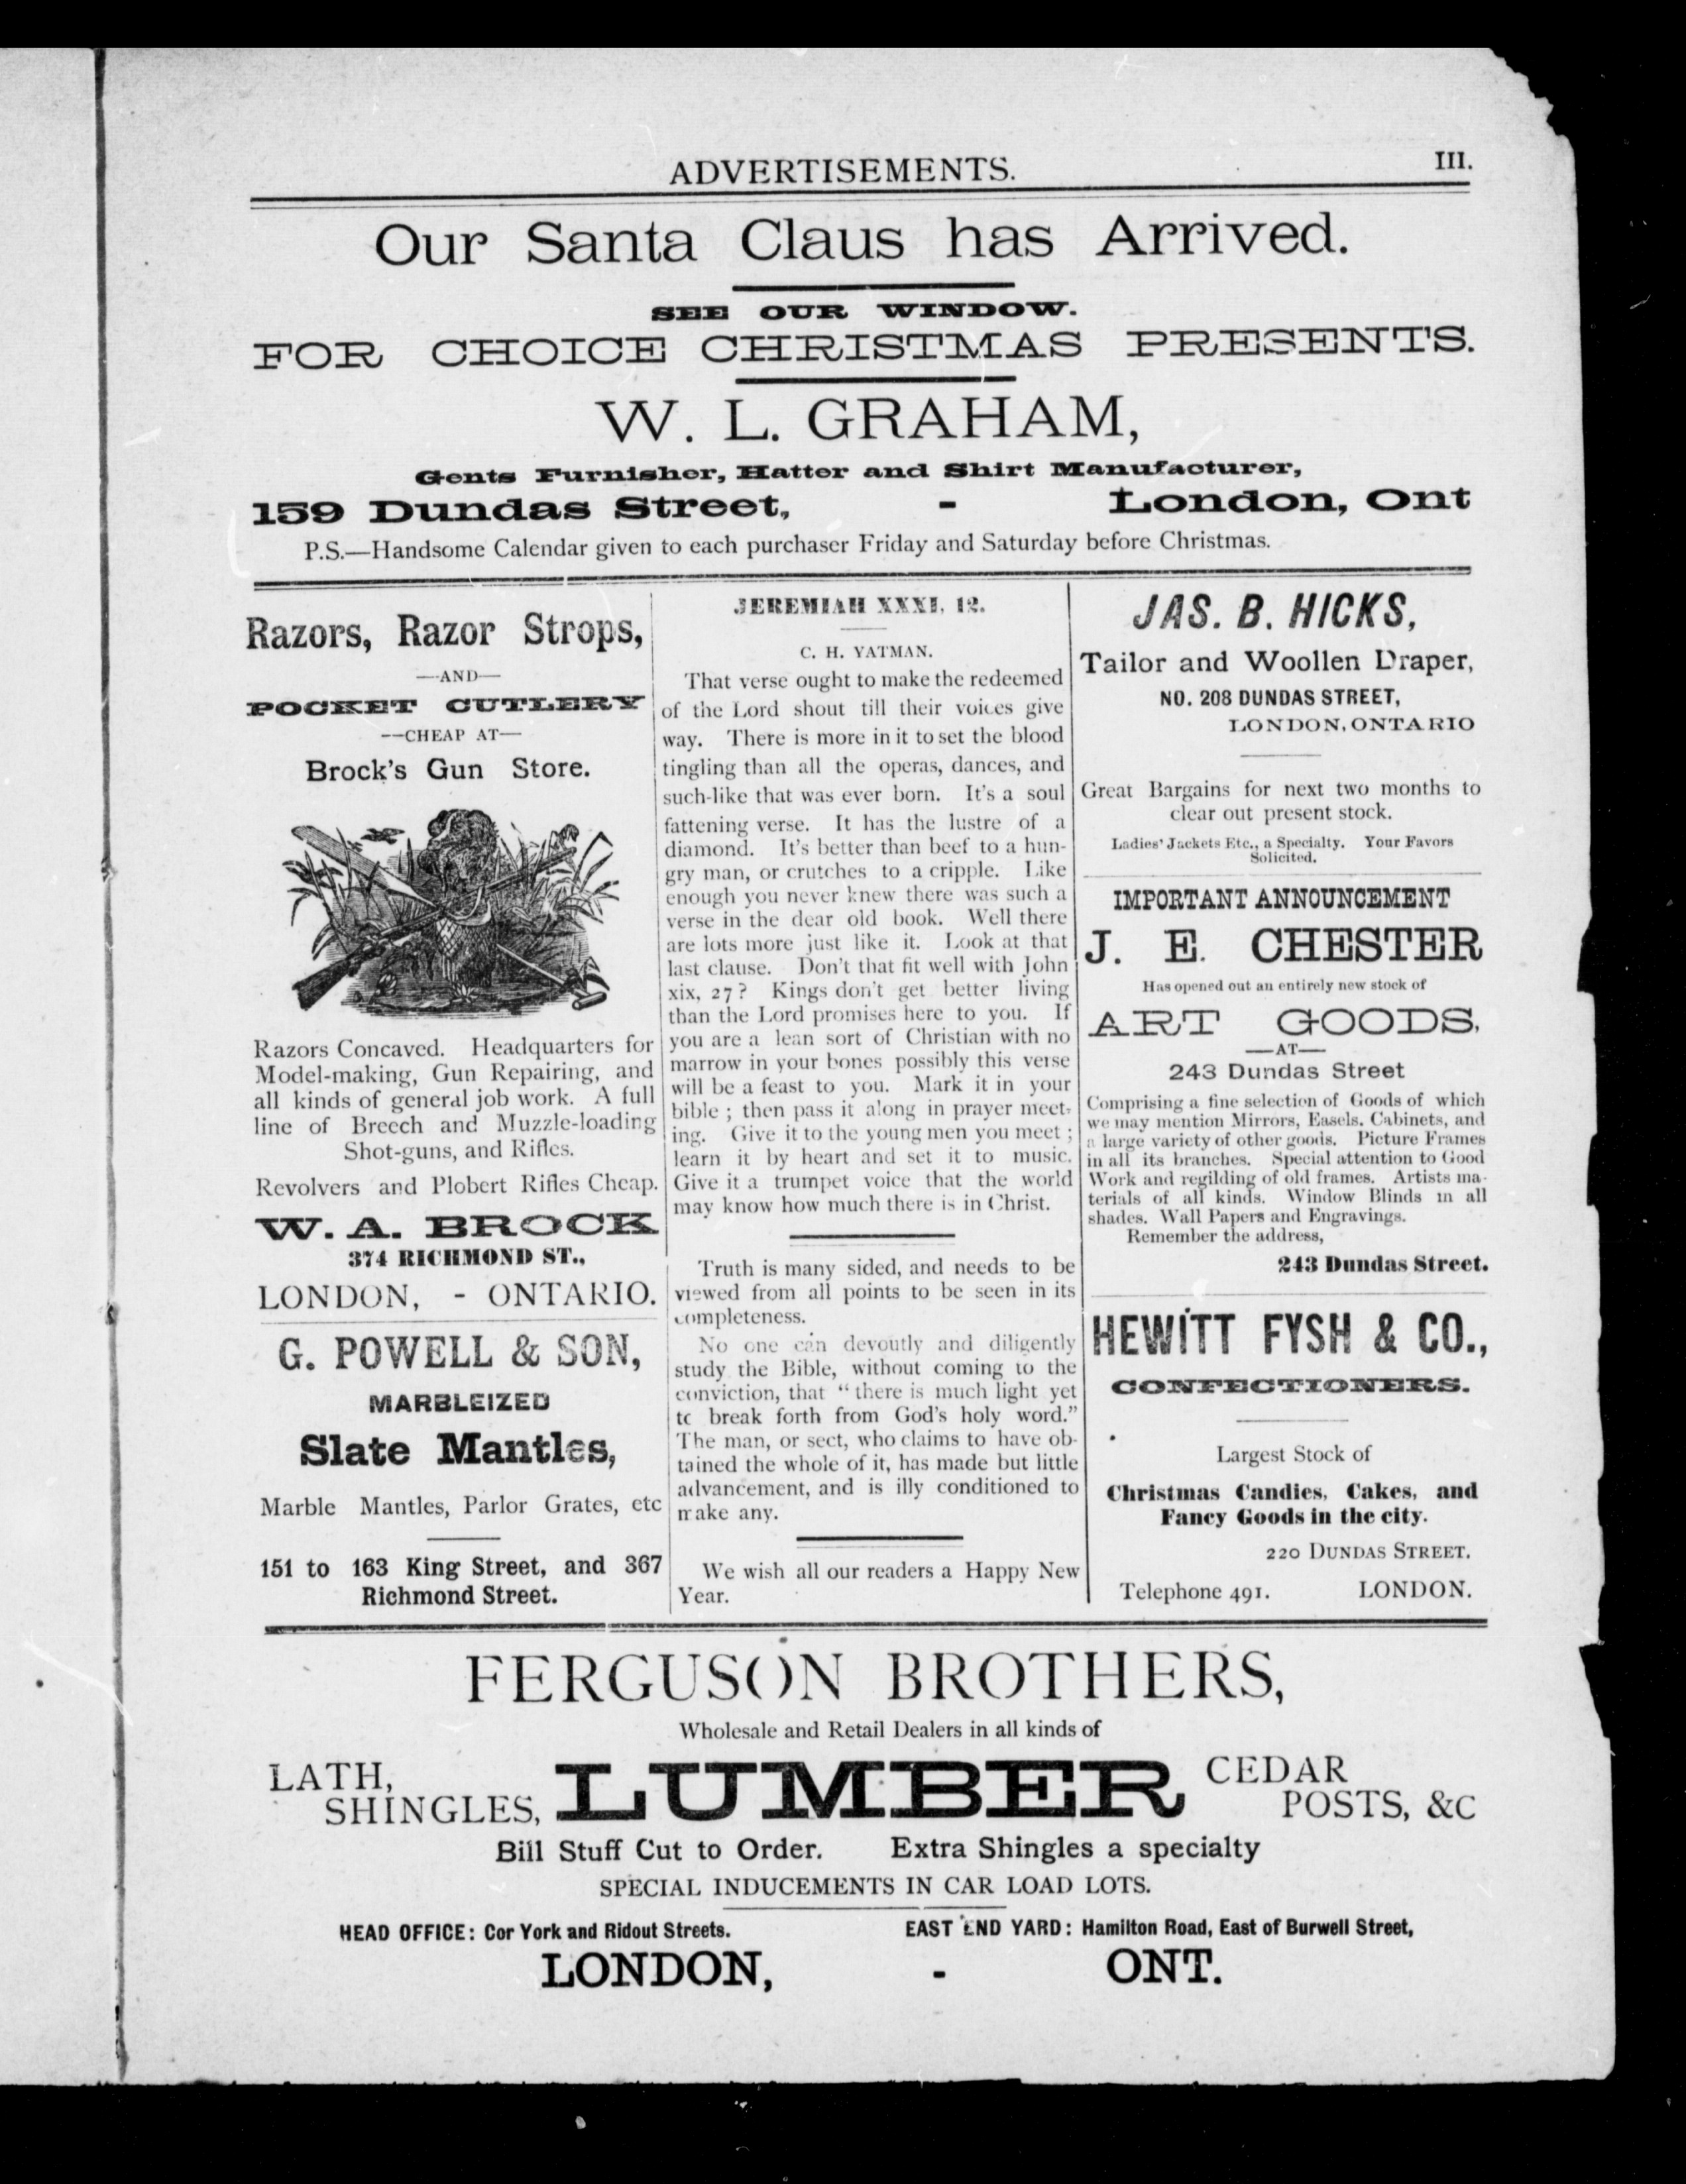 ADVERTISEMENTS.
III.
Our Santa Claus has Arrived.
SEE OUR WINDOW.
FOR CHOICE CHRISTMAS PRESENTS.
W. L. GRAHAM,
Gents Furnisher, Hatter and Shirt Manufacturer,
159 Dundas Street, - London, Ont
P.S.—Handsome Calendar given to each purchaser Friday and Saturday before Christmas.
Razors, Razor Strops,
—AND—
POCKET CUTLERY
—CHEAP AT—
Brock's Gun Store.
Razors Concaved. Headquarters for
Model-making, Gun Repairing, and
all kinds of general job work. A full
line of Breech and Muzzle-loading
Shot-guns, and Rifles.
Revolvers and Plobert Rifles Cheap.
W. A. BROCK
374 RICHMOND ST.,
LONDON, - ONTARIO.
G. POWELL & SON,
MARBLEIZED
Slate Mantles,
Marble Mantles, Parlor Grates, etc
151 to 163 King Street, and 367
Richmond Street.
JEREMIAH XXXI, 12.
C. H. YATMAN.
That verse ought to make the redeemed
of the Lord shout till their voices give
way. There is more in it to set the blood
tingling than all the operas, dances, and
such-like that was ever born. It's a soul
fattening verse. It has the lustre of a
diamond. It's better than beef to a hun-
gry man, or crutches to a cripple. Like
enough you never knew there was such a
verse in the dear old book. Well there
are lots more just like it. Look at that
last clause. Don't that fit well with John
xix, 27? Kings don't get better living
than the Lord promises here to you. If
you are a lean sort of Christian with no
marrow in your bones possibly this verse
will be a feast to you. Mark it in your
bible; then pass it along in prayer meet-
ing. Give it to the young men you meet;
learn it by heart and set it to music.
Give it a trumpet voice that the world
may know how much there is in Christ.
Truth is many sided, and needs to be
viewed from all points to be seen in its
completeness.
No one can devoutly and diligently
study the Bible, without coming to the
conviction, that "there is much light yet
to break forth from God's holy word."
The man, or sect, who claims to have ob-
tained the whole of it, has made but little
advancement, and is illy conditioned to
make any.
We wish all our readers a Happy New
Year.
JAS. B. HICKS,
Tailor and Woollen Draper,
NO. 208 DUNDAS STREET,
LONDON, ONTARIO
Great Bargains for next two months to
clear out present stock.
Ladies' Jackets Etc., a Specialty. Your Favors
Solicited.
IMPORTANT ANNOUNCEMENT
J. E. CHESTER
Has opened out an entirely new stock of
ART GOODS,
—AT—
243 Dundas Street
Comprising a fine selection of Goods of which
we may mention Mirrors, Easels. Cabinets, and
a large variety of other goods. Picture Frames
in all its branches. Special attention to Good
Work and regilding of old frames. Artists ma-
terials of all kinds. Window Blinds in all
shades. Wall Papers and Engravings.
Remember the address,
243 Dundas Street.
HEWITT FYSH & CO.,
CONFECTIONERS.
Largest Stock of
Christmas Candies, Cakes, and
Fancy Goods in the city.
220 DUNDAS STREET.
Telephone 491. LONDON.
FERGUSON BROTHERS,
Wholesale and Retail Dealers in all kinds of
LATH,
SHINGLES,
LUMBER
CEDAR
POSTS, &C
Bill Stuff Cut to Order. Extra Shingles a specialty
SPECIAL INDUCEMENTS IN CAR LOAD LOTS.
HEAD OFFICE: Cor York and Ridout Streets. EAST END YARD: Hamilton Road, East of Burwell Street,
LONDON, - ONT.